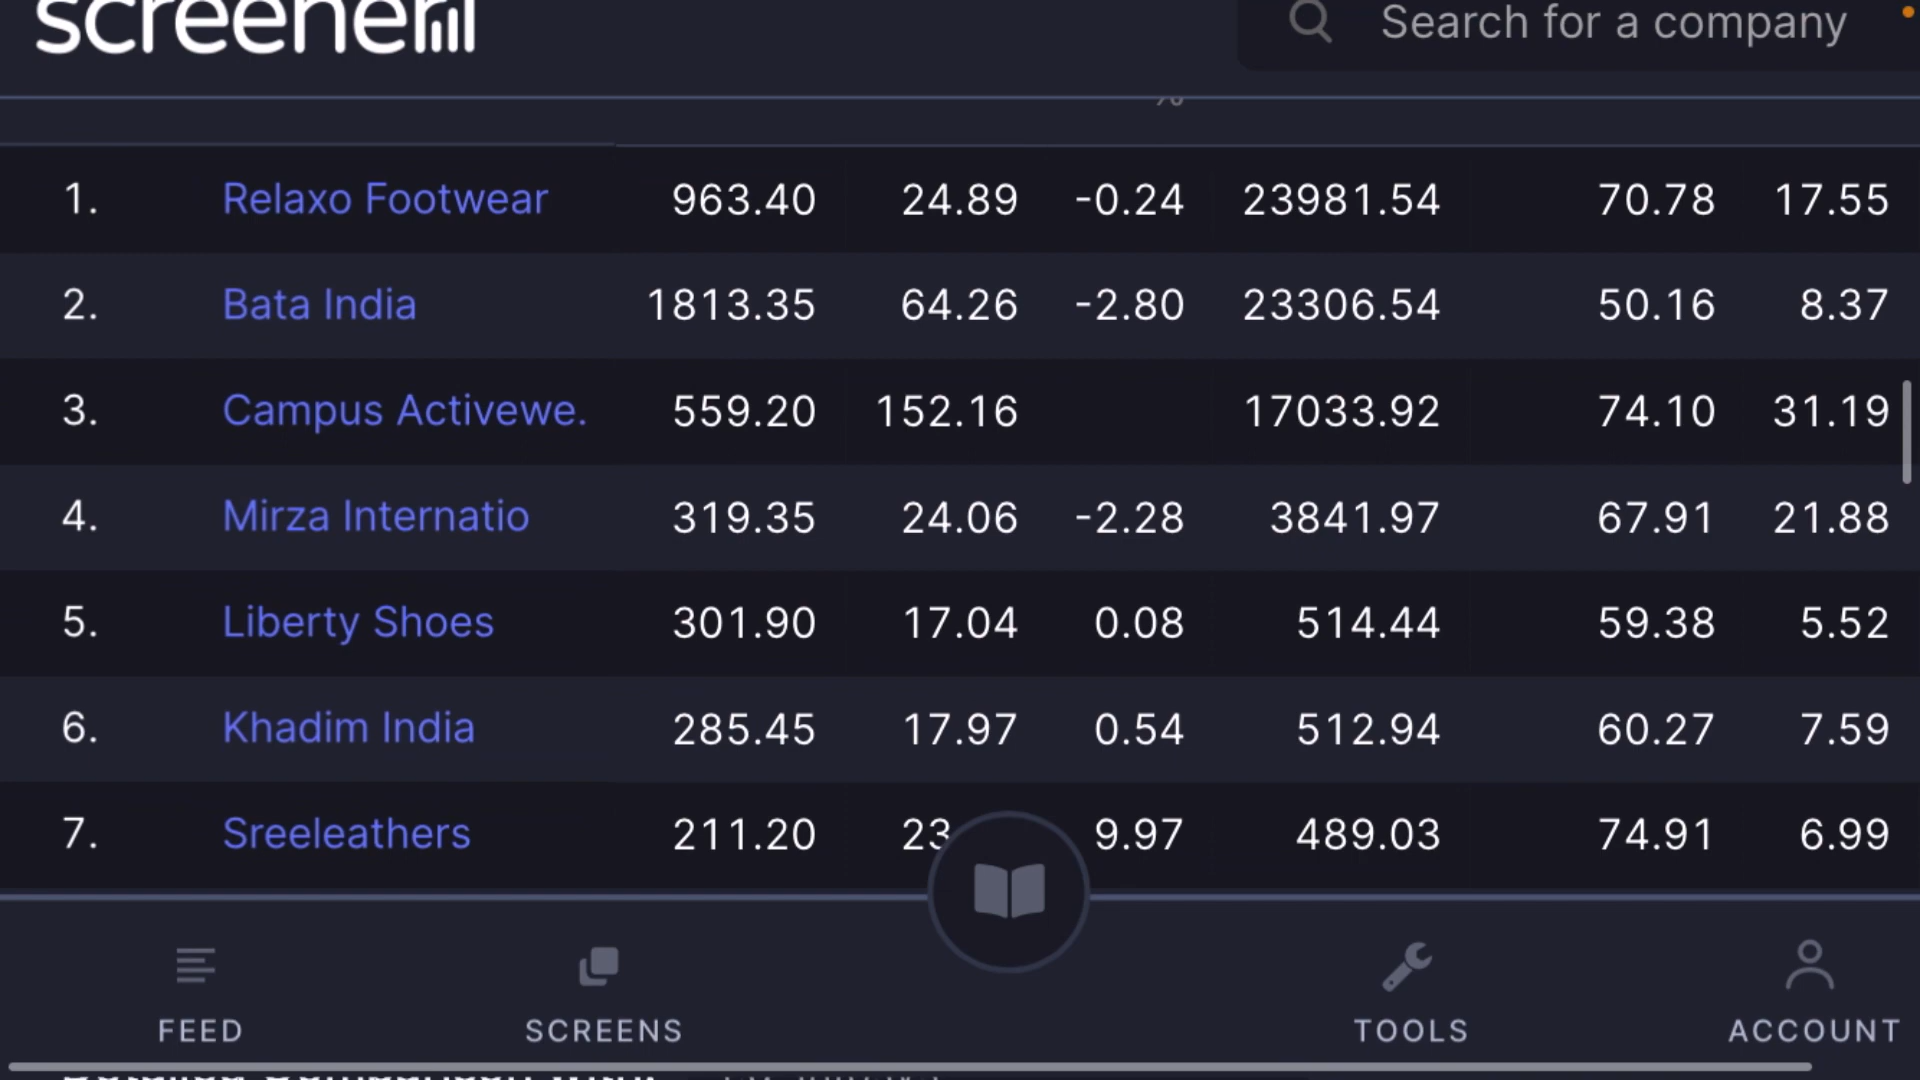 screener
Search for a company
%
1. Relaxo Footwear 963.40 24.89 -0.24 23981.54 70.78 17.55
2. Bata India 1813.35 64.26 -2.80 23306.54 50.16 8.37
3. Campus Activewe. 559.20 152.16 17033.92 74.10 31.19
4. Mirza Internatio 319.35 24.06 -2.28 3841.97 67.91 21.88
5. Liberty Shoes 301.90 17.04 0.08 514.44 59.38 5.52
6. Khadim India 285.45 17.97 0.54 512.94 60.27 7.59
7. Sreeleathers 211.20 23 9.97 489.03 74.91 6.99
FEED SCREENS TOOLS ACCOUNT